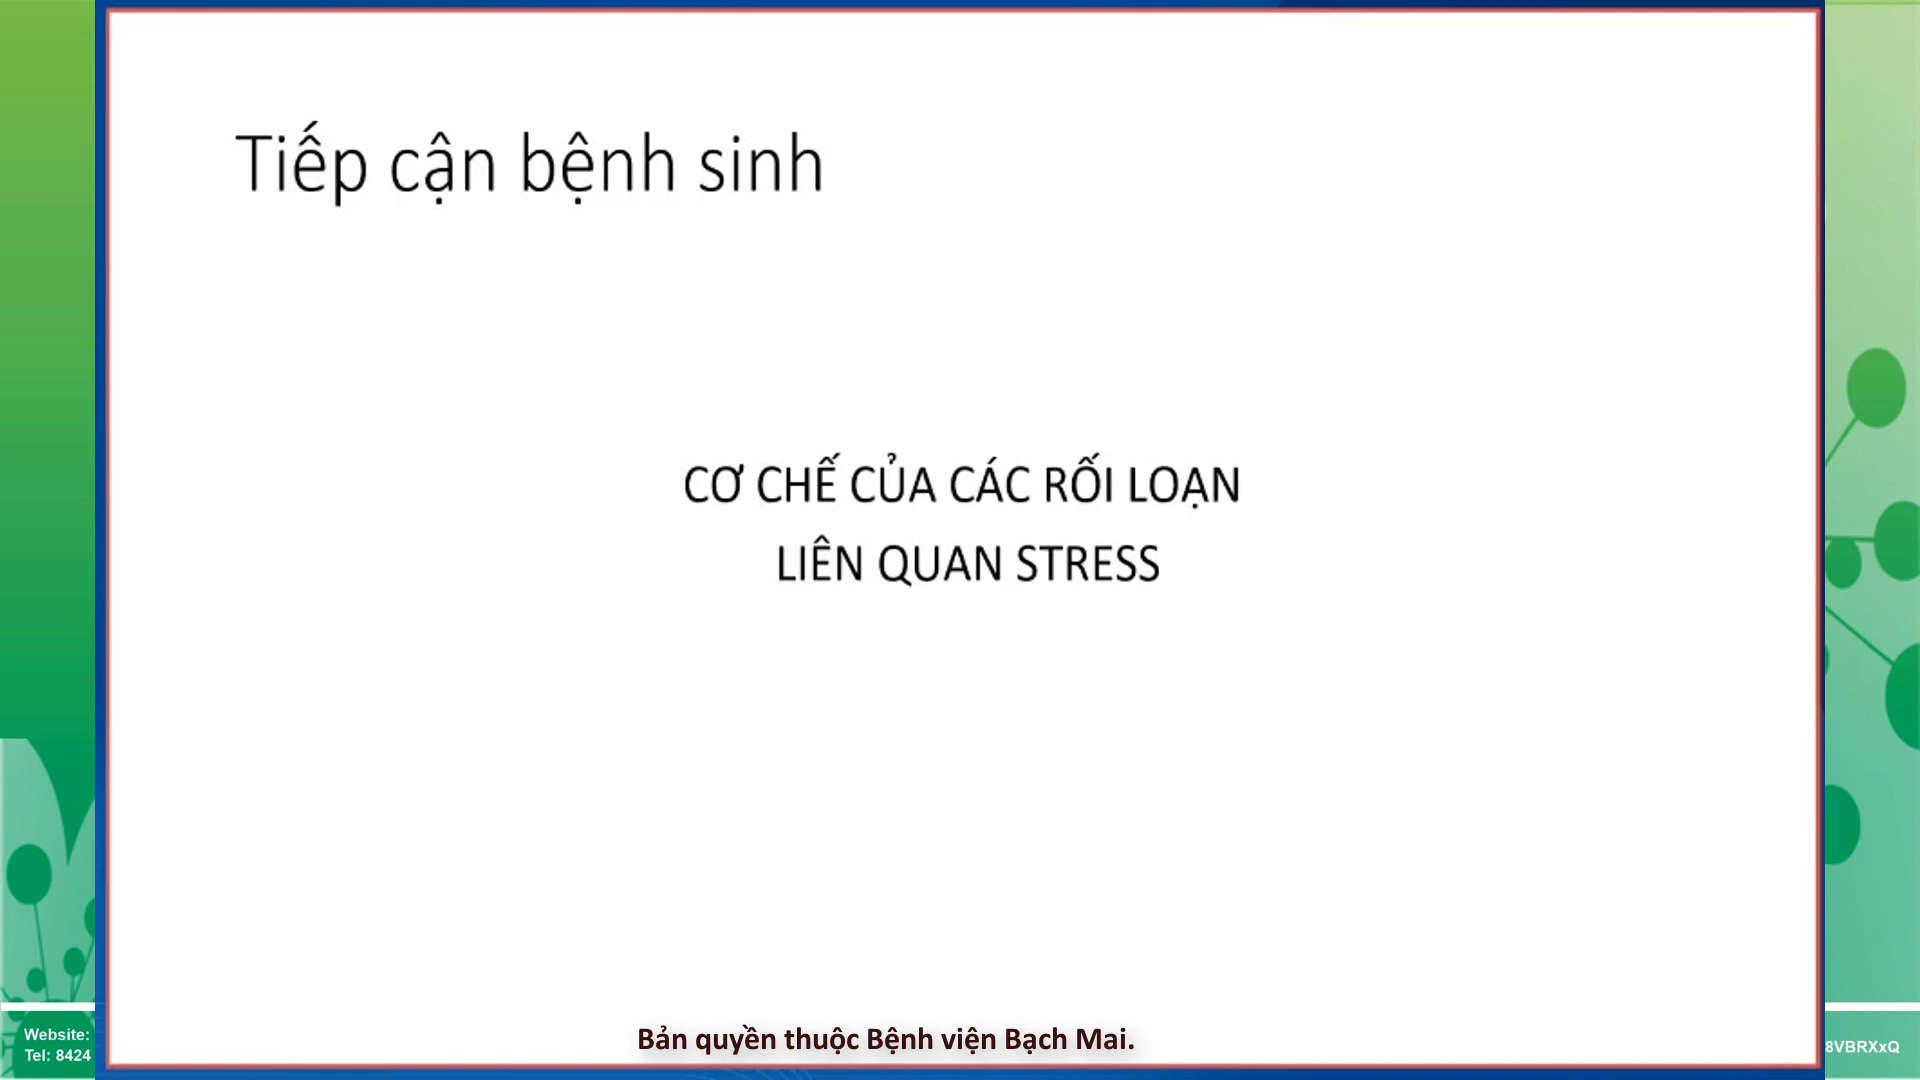 Tiếp cận bệnh sinh
CƠ CHẾ CỦA CÁC RỐI LOẠN
LIÊN QUAN STRESS
Bản quyền thuộc Bệnh viện Bạch Mai.
Website:
Tel: 8424
8VBRXxQ